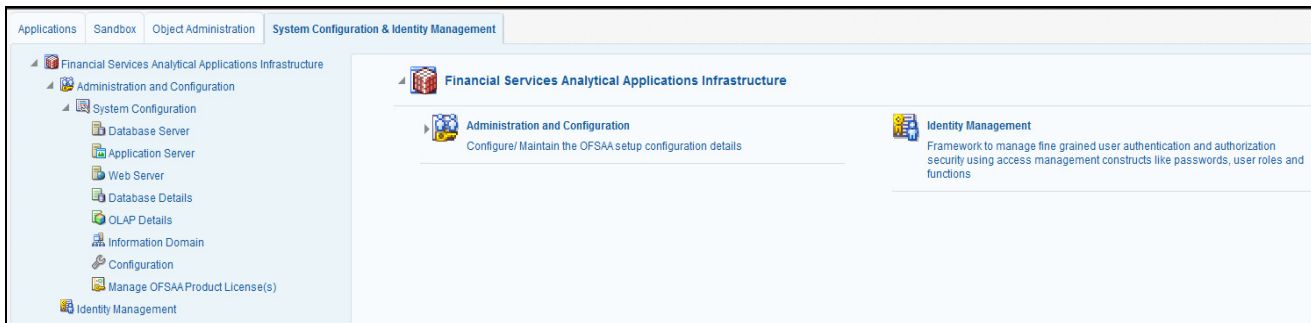 Applications
Sandbox
Object Administration
System Configuration & Identity Management
Financial Services Analytical Applications Infrastructure
Administration and Configuration
System Configuration
Database Server
Application Server
Web Server
Database Details
OLAP Details
Information Domain
Configuration
Manage OFSAA Product License(s)
Identity Management
Financial Services Analytical Applications Infrastructure
Administration and Configuration
Configure/ Maintain the OFSAA setup configuration details
Identity Management
Framework to manage fine grained user authentication and authorization
security using access management constructs like passwords, user roles and
functions